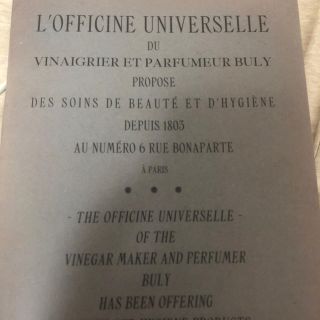 L'OFFICINE UNIVERSELLE
DU
VINAIGRIER ET PARFUMEUR BULY
PROPOSE
DES SOINS DE BEAUTÉ ET D'HYGIÈNE
DEPUIS 1803
AU NUMÉRO 6 RUE BONAPARTE
À PARIS
- THE OFFICINE UNIVERSELLE -
OF THE
VINEGAR MAKER AND PERFUMER
BULY
HAS BEEN OFFERING
PRODUCTS